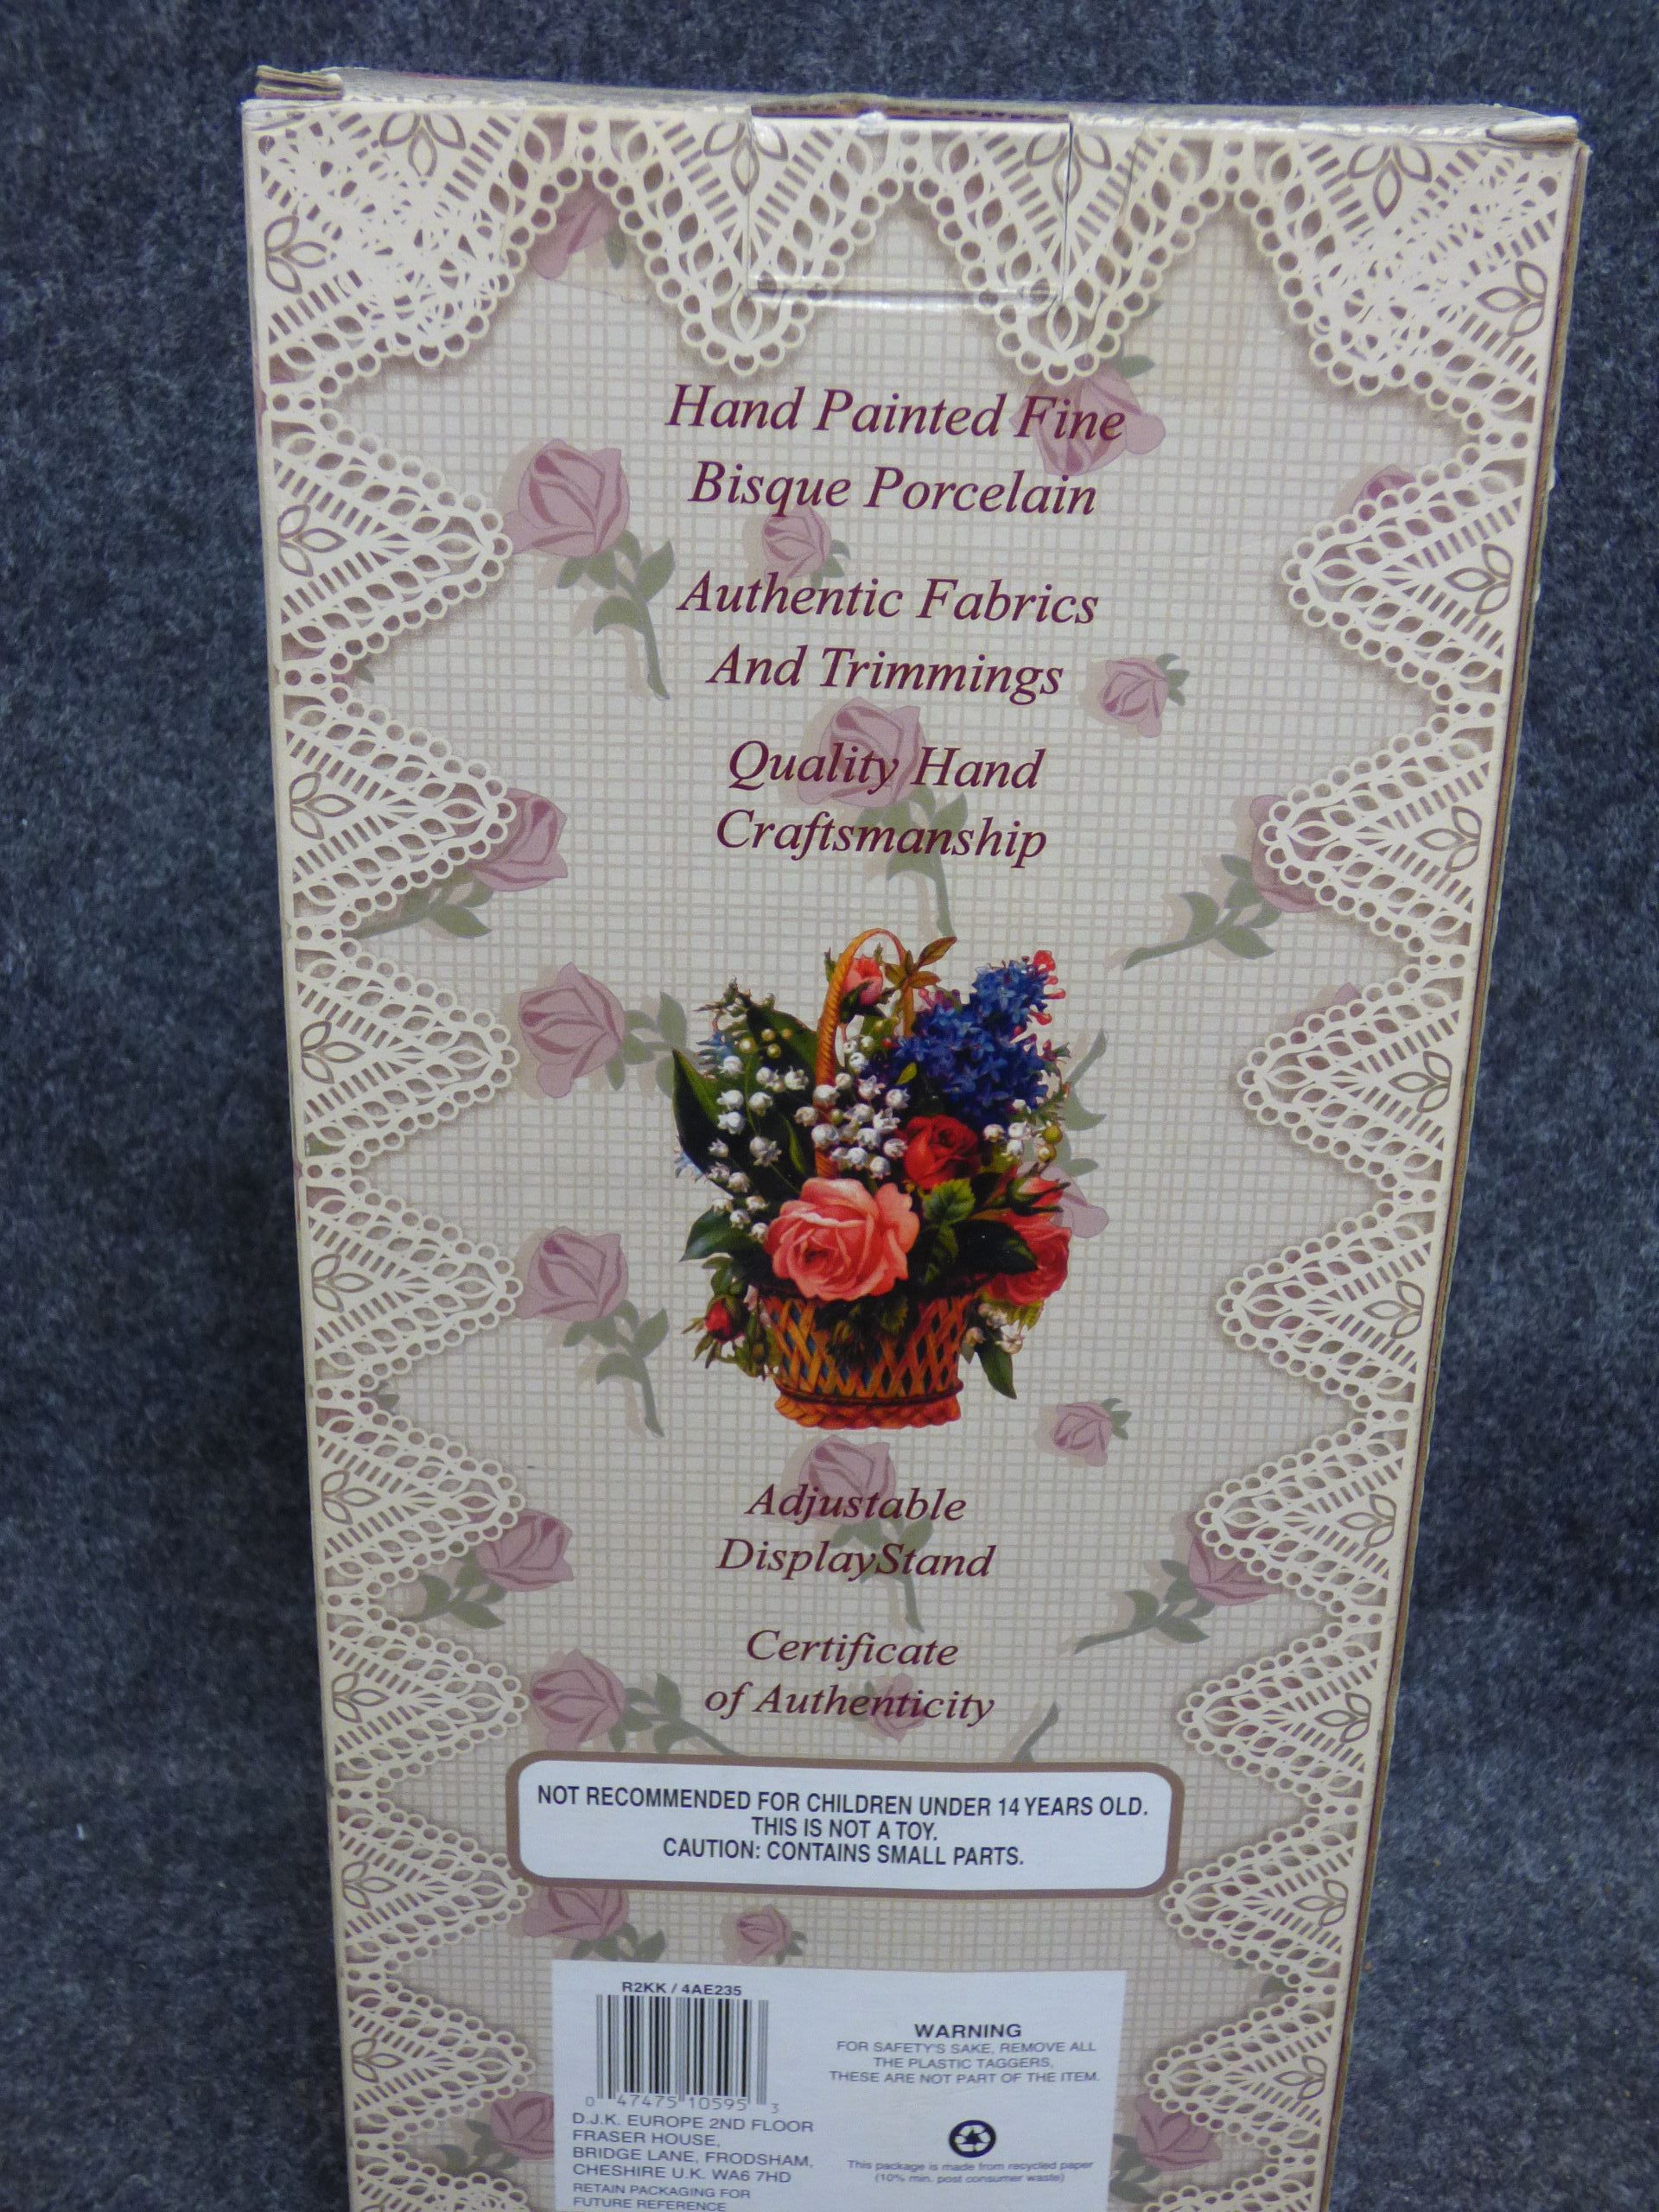 Hand Painted Fine
Bisque Porcelain
Authentic Fabrics
And Trimmings
Quality Hand
Craftsmanship
Adjustable
DisplayStand
Certificate
of Authenticity
NOT RECOMMENDED FOR CHILDREN UNDER 14 YEARS OLD.
THIS IS NOT A TOY.
CAUTION: CONTAINS SMALL PARTS.
R2KK / 4AE235
0 47475 10595 3
D.J.K. EUROPE 2ND FLOOR
FRASER HOUSE,
BRIDGE LANE, FRODSHAM,
CHESHIRE U.K. WA6 7HD
RETAIN PACKAGING FOR
FUTURE REFERENCE
WARNING
FOR SAFETY'S SAKE, REMOVE ALL
THE PLASTIC TAGGERS,
THESE ARE NOT PART OF THE ITEM.
This package is made from recycled paper
(10% min. post consumer waste)